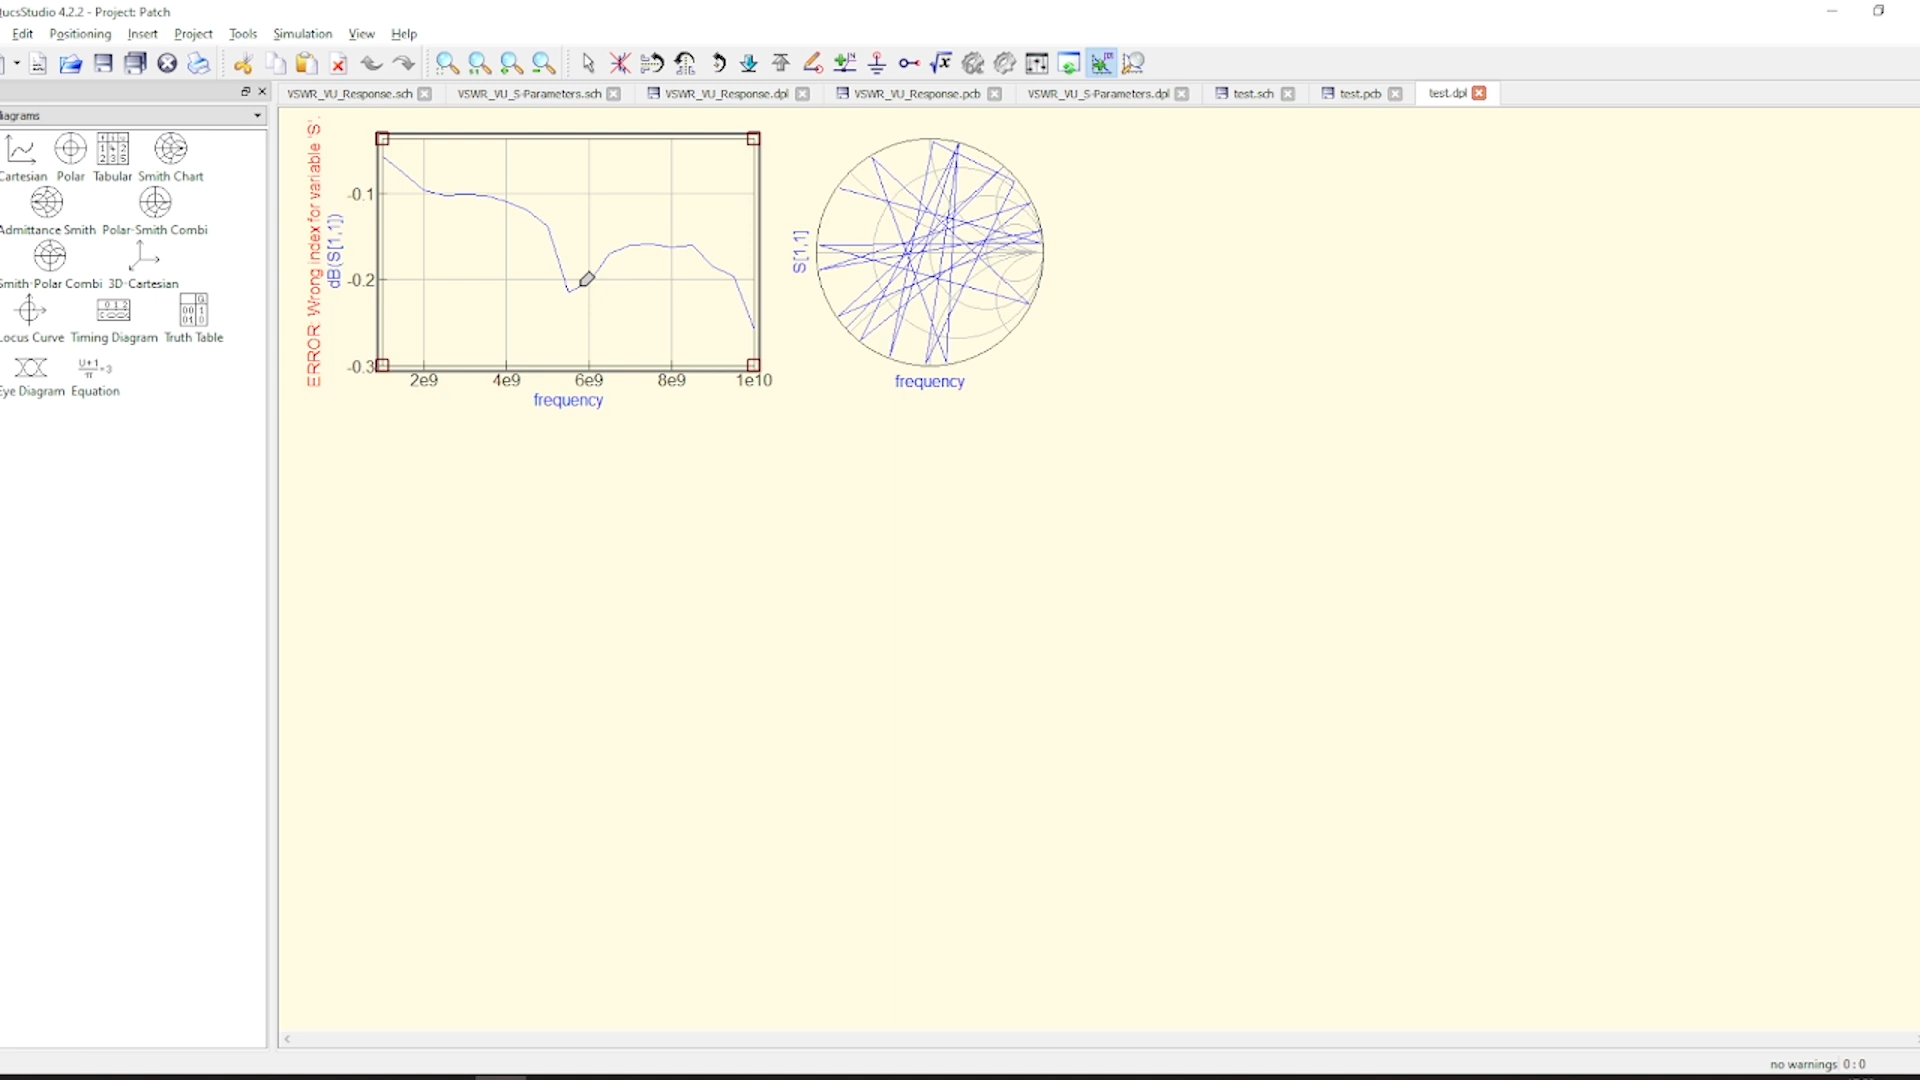 ucsStudio 4.2.2 - Project: Patch
Edit Positioning Insert Project Tools Simulation View Help
VSWR_VU_Response.sch VSWR_VU_S-Parameters.sch VSWR_VU_Response.dpl VSWR_VU_Response.pcb VSWR_VU_S-Parameters.dpl test.sch test.pcb test.dpl
iagrams
Cartesian Polar Tabular Smith Chart
Admittance Smith Polar-Smith Combi
Smith-Polar Combi 3D-Cartesian
Locus Curve Timing Diagram Truth Table
Eye Diagram Equation
ERROR: Wrong index for variable 'S'.
dB(S[1,1])
-0.1
-0.2
-0.3
2e9 4e9 6e9 8e9 1e10
frequency
S[1,1]
frequency
no warnings 0 : 0